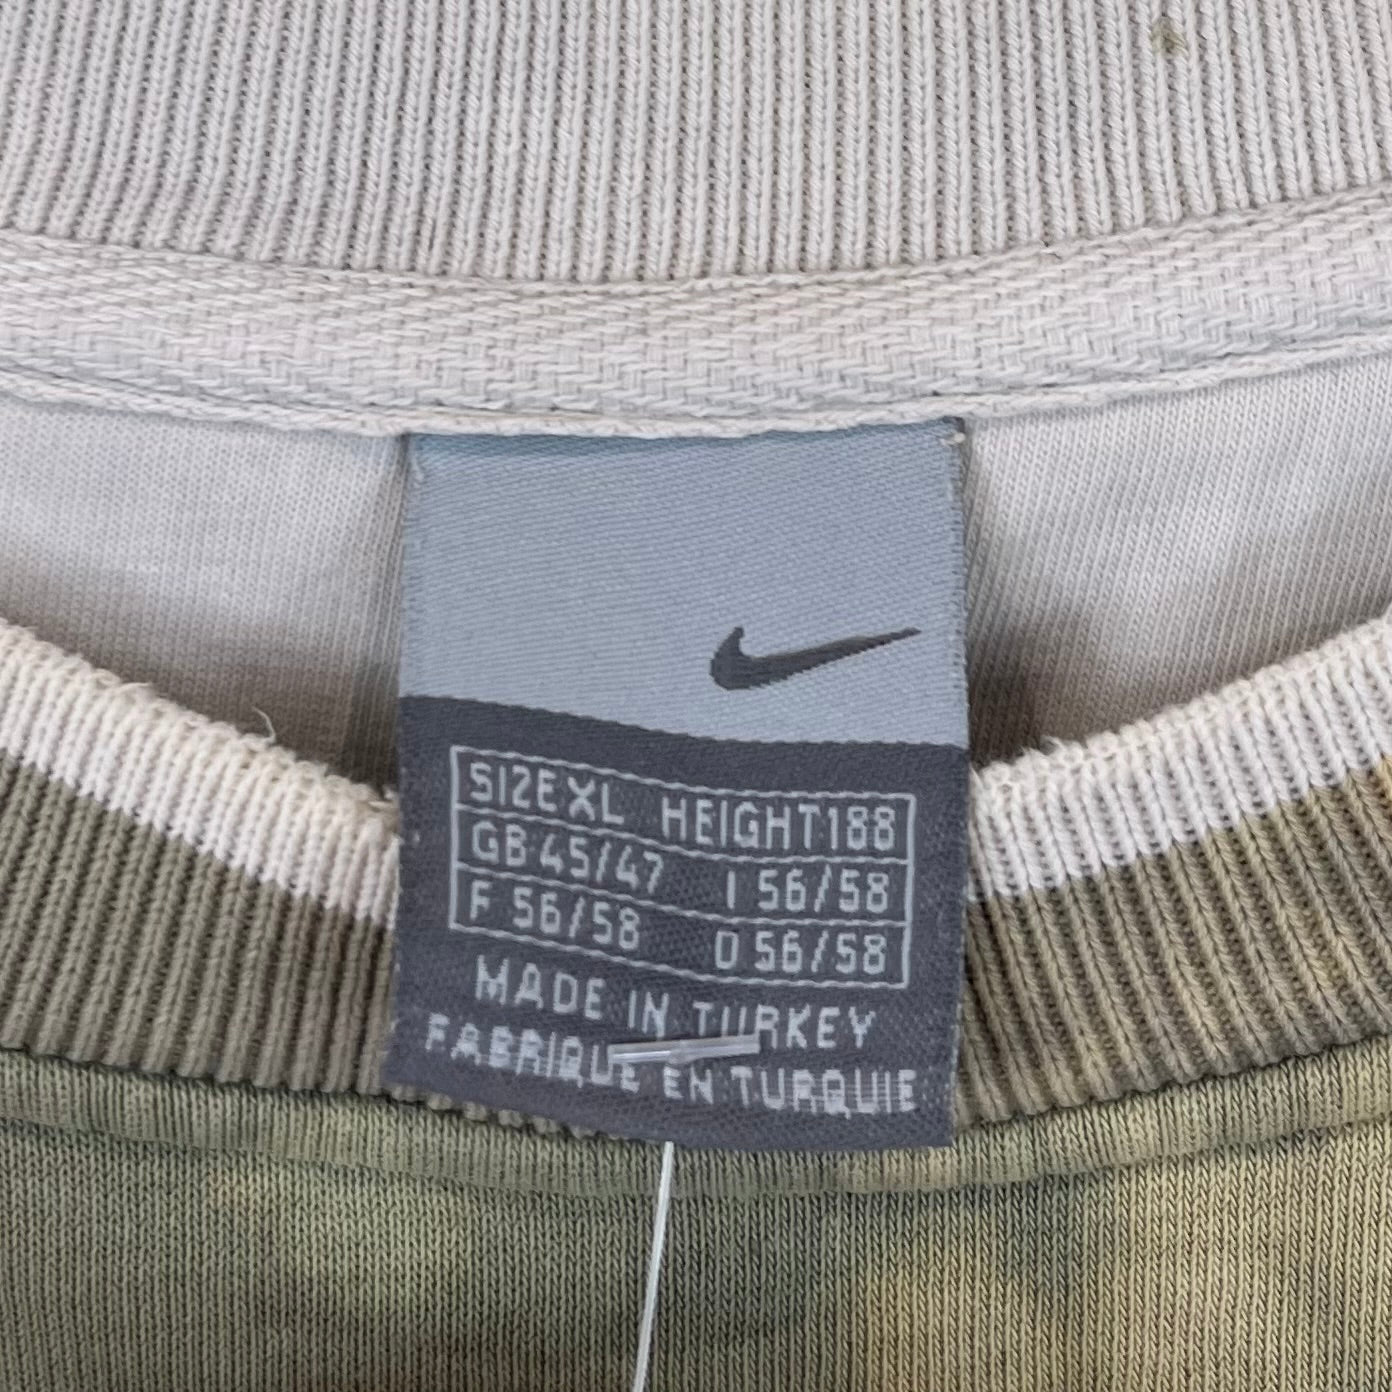 SIZE XL HEIGHT 188
GB 45/47 I 56/58
F 56/58 D 56/58
MADE IN TURKEY
FABRIQUE EN TURQUIE